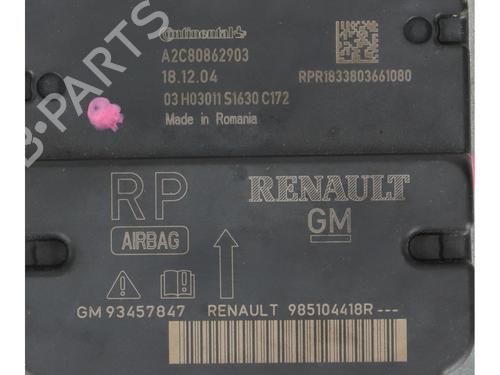 Continental
A2C80862903
18.12.04
RPR1833803661080
03 H03011 S1630 C172
Made in Romania
RP
RENAULT
AIRBAG
GM
GM 93457847 RENAULT 985104418R---